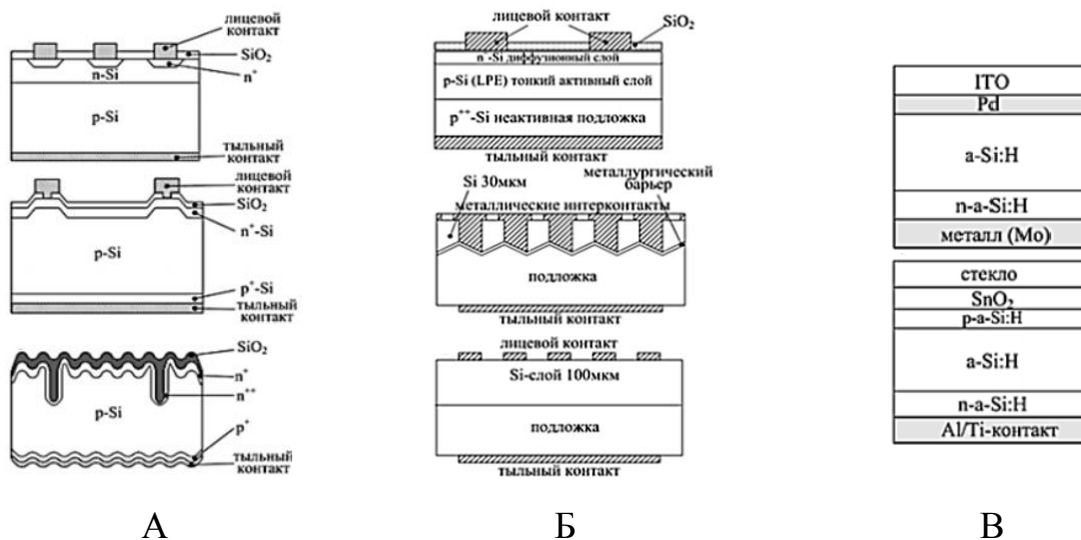 лицевой
контакт
SiO₂
n⁺
n-Si
p-Si
тыльный
контакт
лицевой
контакт
SiO₂
n⁺-Si
p-Si
p⁺-Si
тыльный
контакт
SiO₂
n⁺
n⁺⁺
p-Si
p⁺
тыльный
контакт
А
лицевой контакт
SiO₂
n⁺-Si диффузионный слой
p-Si (LPE) тонкий активный слой
p⁺⁺-Si неактивная подложка
тыльный контакт
Si 30мкм
металлургический
барьер
металлические интерконтакты
подложка
тыльный контакт
лицевой контакт
Si-слой 100мкм
подложка
тыльный контакт
Б
ITO
Pd
a-Si:H
n-a-Si:H
металл (Mo)
стекло
SnO₂
p-a-Si:H
a-Si:H
n-a-Si:H
Al/Ti-контакт
В